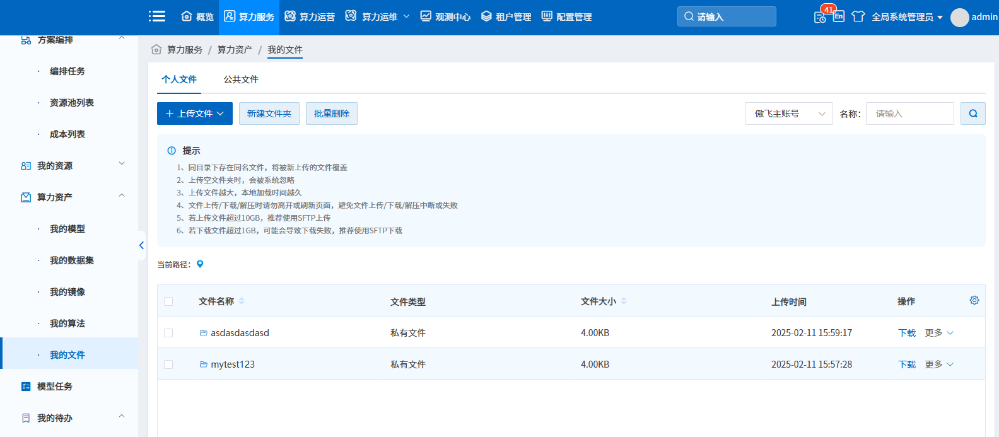 概览 算力服务 算力运营 算力运维 观测中心 租户管理 配置管理 请输入 41 En 全局系统管理员 admin
方案编排
编排任务
资源池列表
成本列表
我的资源
算力资产
我的模型
我的数据集
我的镜像
我的算法
我的文件
模型任务
我的待办
算力服务 / 算力资产 / 我的文件
个人文件 公共文件
上传文件 新建文件夹 批量删除 傲飞主账号 名称： 请输入
提示
1、同目录下存在同名文件，将被新上传的文件覆盖
2、上传空文件夹时，会被系统忽略
3、上传文件越大，本地加载时间越久
4、文件上传/下载/解压时请勿离开或刷新页面，避免文件上传/下载/解压中断或失败
5、若上传文件超过10GB，推荐使用SFTP上传
6、若下载文件超过1GB，可能会导致下载失败，推荐使用SFTP下载
当前路径：
文件名称 文件类型 文件大小 上传时间 操作
asdasdasdasd 私有文件 4.00KB 2025-02-11 15:59:17 下载 更多
mytest123 私有文件 4.00KB 2025-02-11 15:57:28 下载 更多